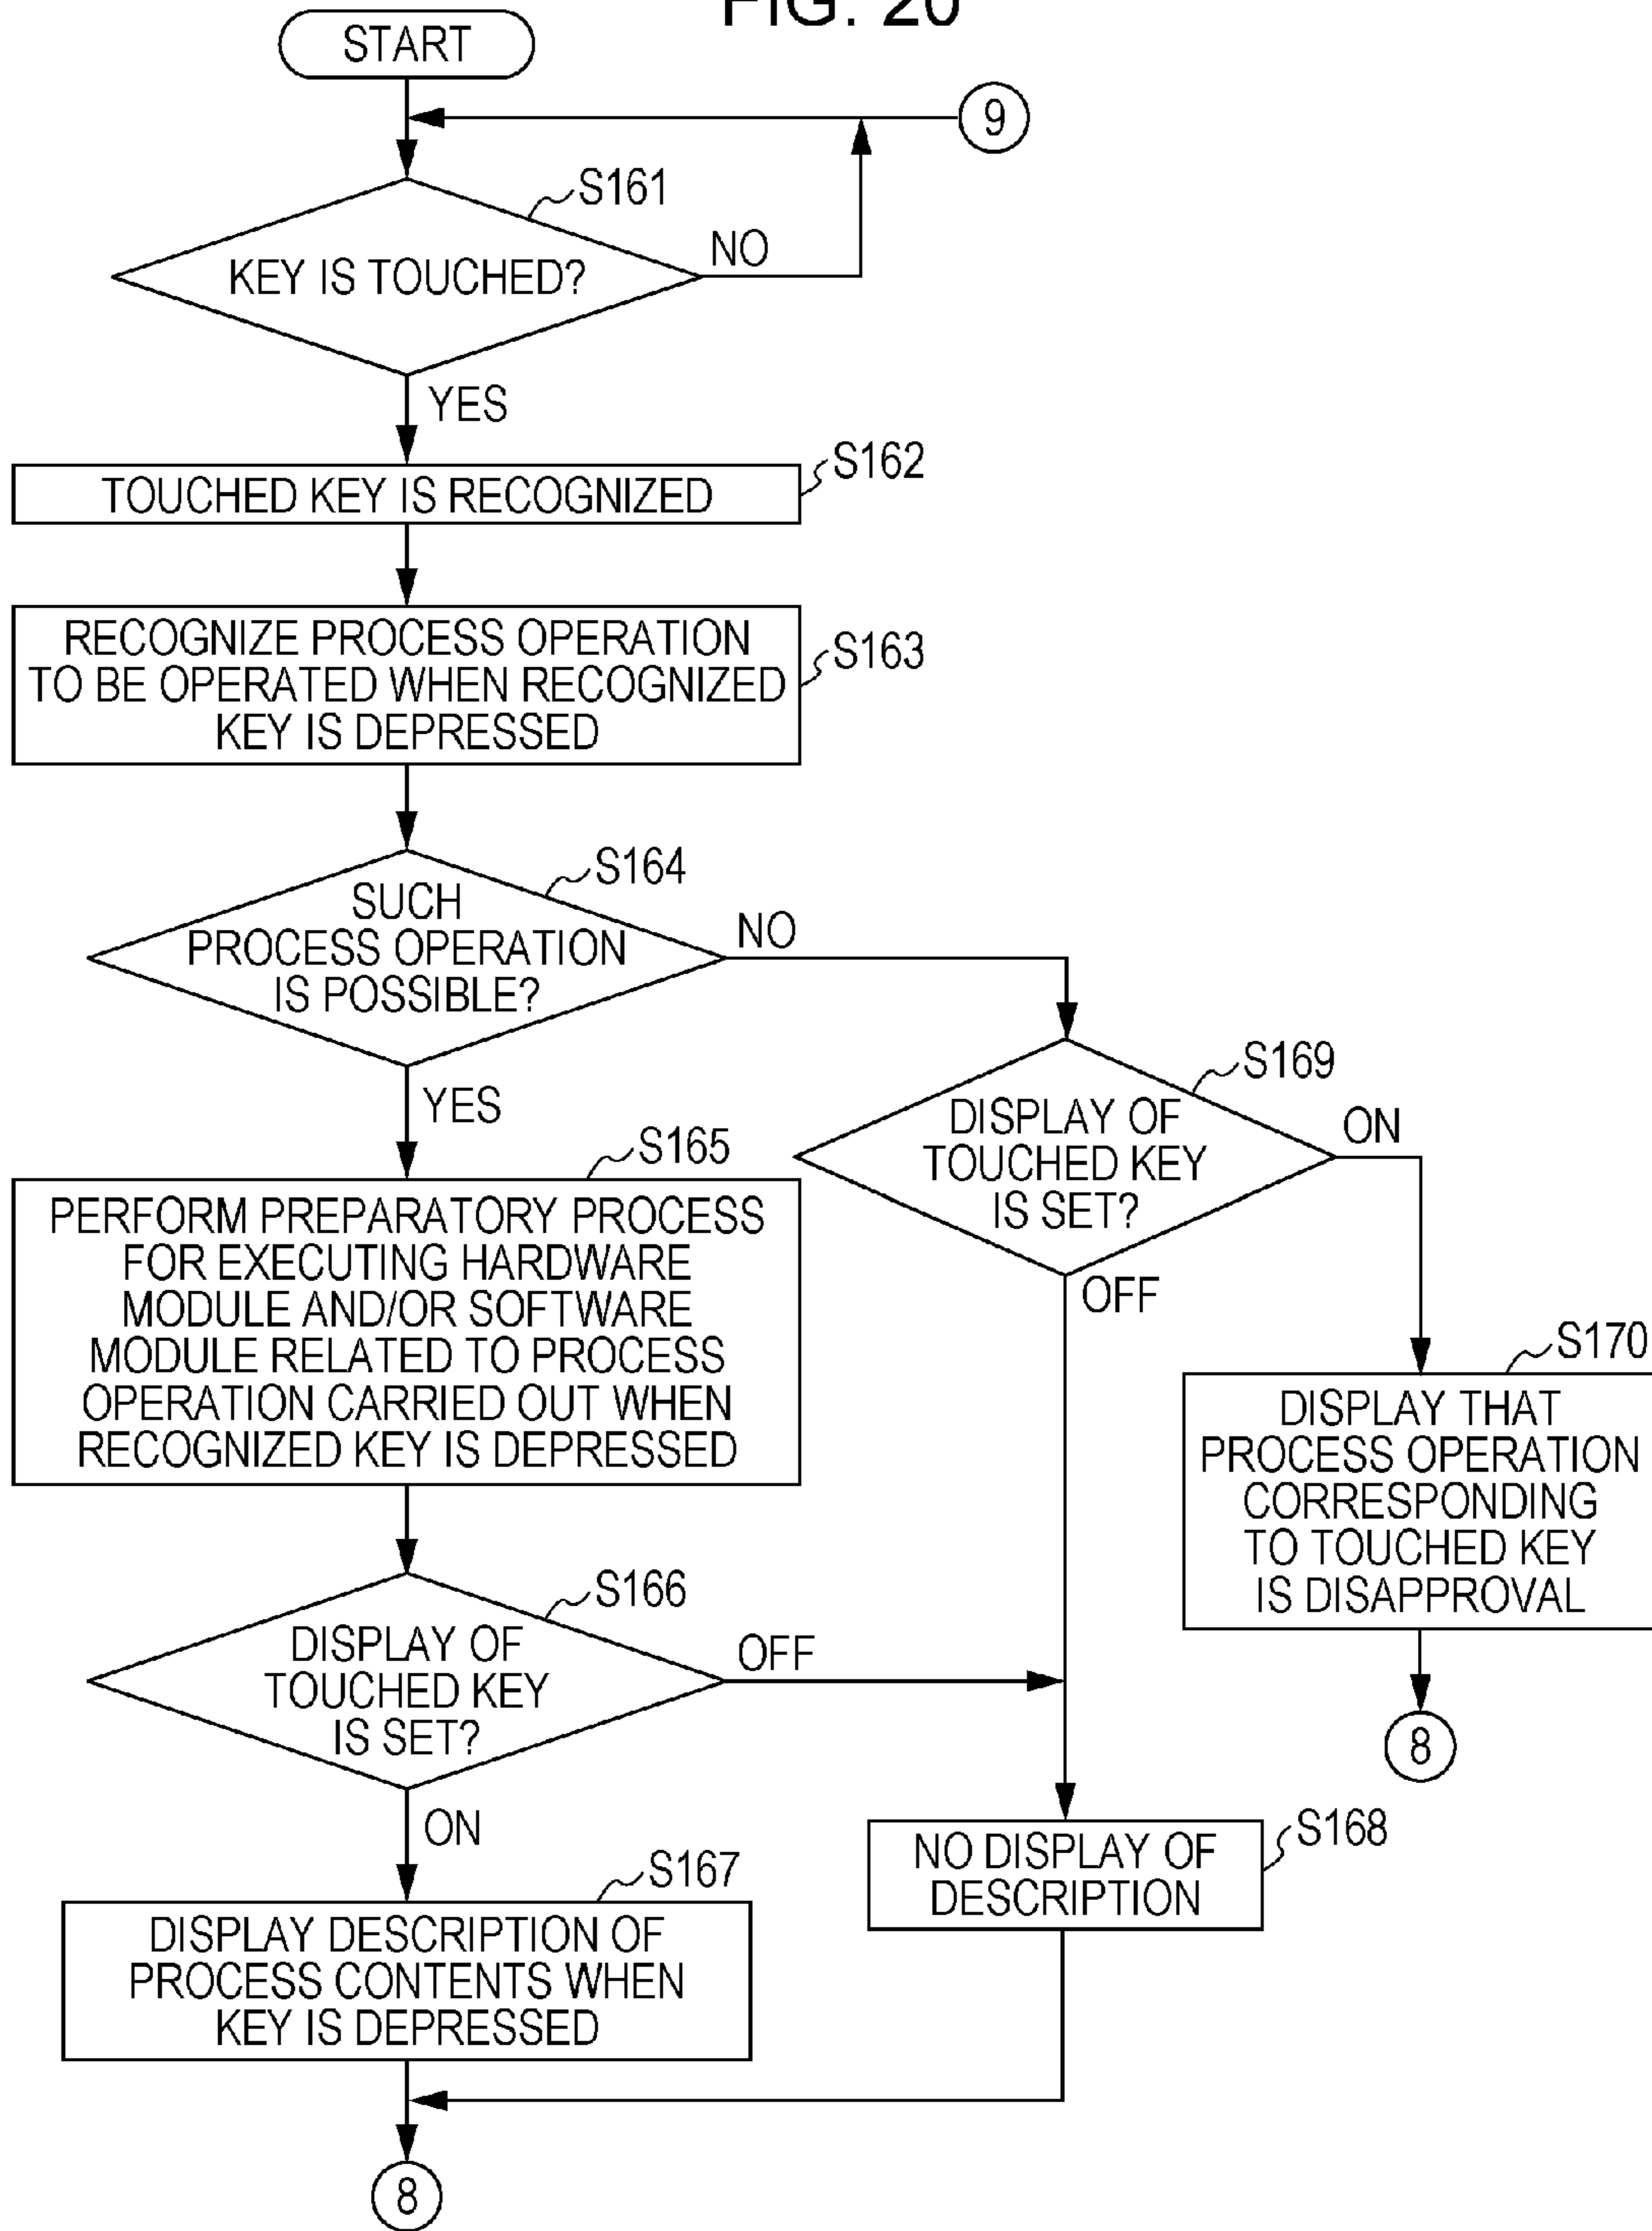 FIG. 20
START
9
S161
KEY IS TOUCHED?
NO
YES
S162
TOUCHED KEY IS RECOGNIZED
S163
RECOGNIZE PROCESS OPERATION
TO BE OPERATED WHEN RECOGNIZED
KEY IS DEPRESSED
S164
SUCH
PROCESS OPERATION
IS POSSIBLE?
NO
YES
S169
DISPLAY OF
TOUCHED KEY
IS SET?
ON
OFF
S165
PERFORM PREPARATORY PROCESS
FOR EXECUTING HARDWARE
MODULE AND/OR SOFTWARE
MODULE RELATED TO PROCESS
OPERATION CARRIED OUT WHEN
RECOGNIZED KEY IS DEPRESSED
S170
DISPLAY THAT
PROCESS OPERATION
CORRESPONDING
TO TOUCHED KEY
IS DISAPPROVAL
8
S166
DISPLAY OF
TOUCHED KEY
IS SET?
OFF
ON
S168
NO DISPLAY OF
DESCRIPTION
S167
DISPLAY DESCRIPTION OF
PROCESS CONTENTS WHEN
KEY IS DEPRESSED
8